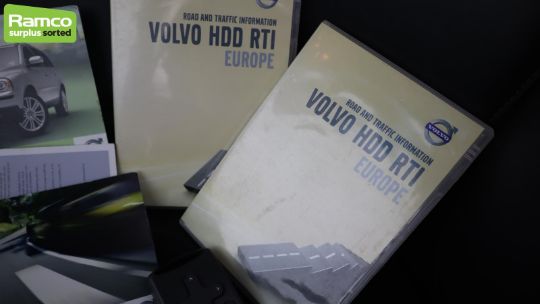 Ramco
surplus sorted
ROAD AND TRAFFIC INFORMATION
VOLVO HDD RTI
EUROPE
ROAD AND TRAFFIC INFORMATION
VOLVO
VOLVO HDD RTI
EUROPE